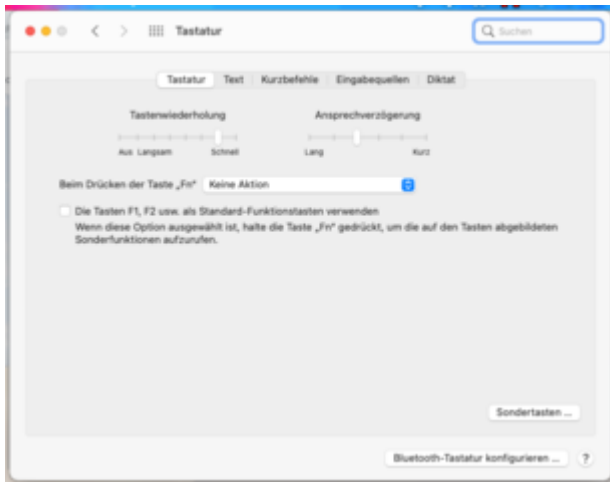 Tastatur
Suchen
Tastatur Text Kurzbefehle Eingabequellen Diktat
Tastenwiederholung Ansprechverzögerung
Aus Langsam Schnell Lang Kurz
Beim Drücken der Taste „Fn“ Keine Aktion
Die Tasten F1, F2 usw. als Standard-Funktionstasten verwenden
Wenn diese Option ausgewählt ist, halte die Taste „Fn“ gedrückt, um die auf den Tasten abgebildeten
Sonderfunktionen aufzurufen.
Sondertasten ...
Bluetooth-Tastatur konfigurieren ... ?